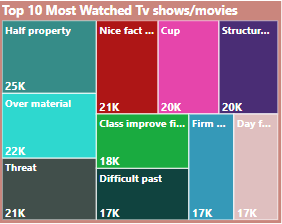 Top 10 Most Watched Tv shows/movies
Half property
25K
Over material
22K
Threat
21K
Nice fact ...
21K
Cup
20K
Structur...
20K
Class improve fi...
18K
Difficult past
17K
Firm ...
17K
Day f...
17K